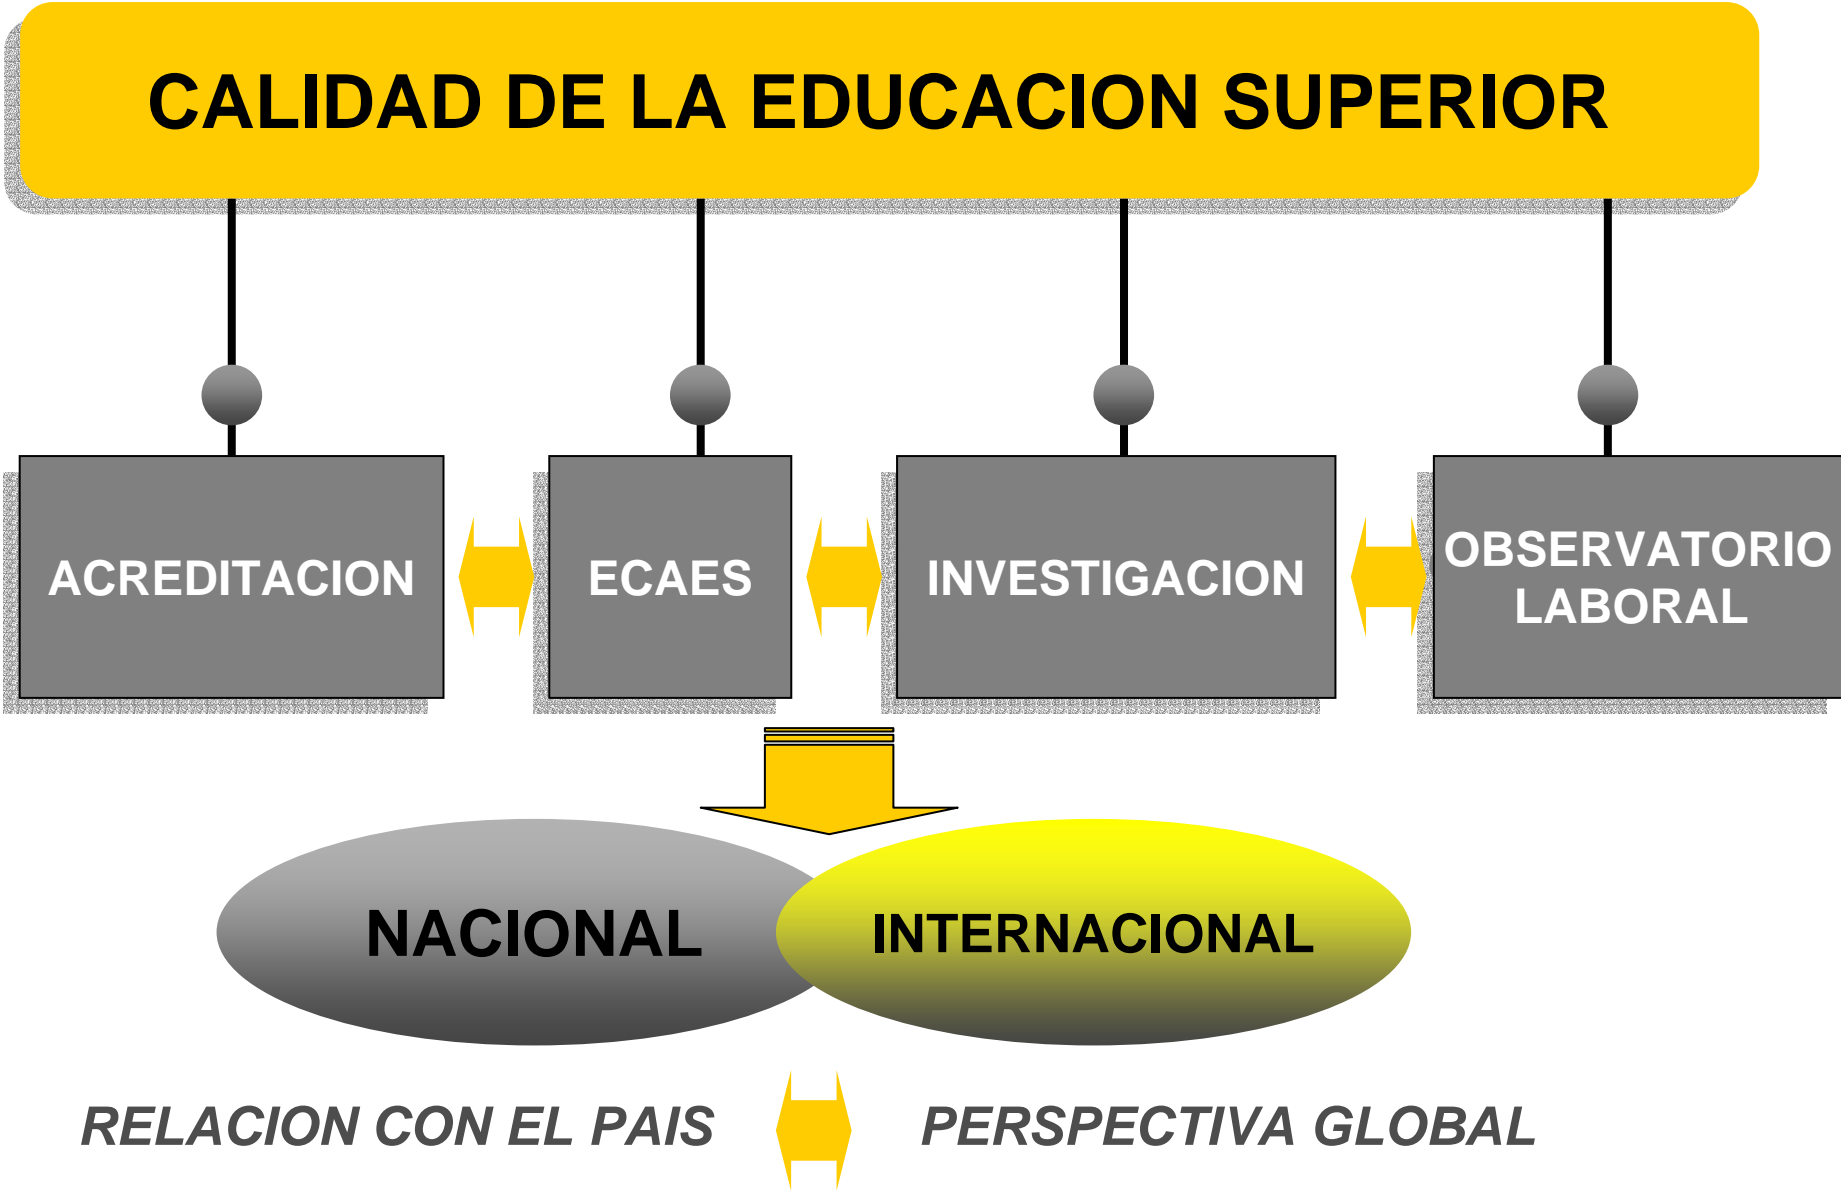 CALIDAD DE LA EDUCACION SUPERIOR
ACREDITACION
ECAES
INVESTIGACION
OBSERVATORIO
LABORAL
NACIONAL
INTERNACIONAL
RELACION CON EL PAIS
PERSPECTIVA GLOBAL